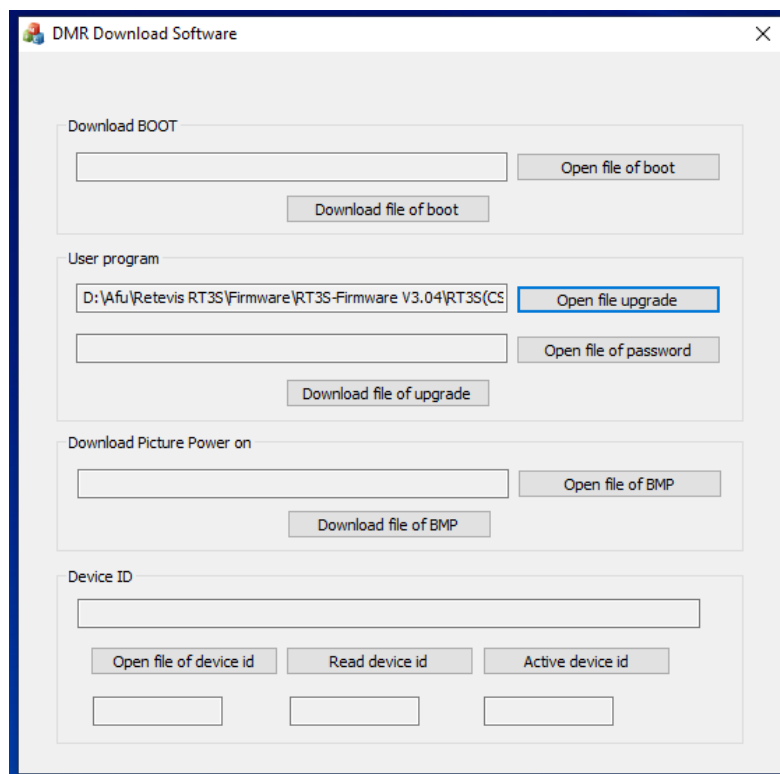 DMR Download Software
Download BOOT
Open file of boot
Download file of boot
User program
D:\Afu\Retevis RT3S\Firmware\RT3S-Firmware V3.04\RT3S(CS
Open file upgrade
Open file of password
Download file of upgrade
Download Picture Power on
Open file of BMP
Download file of BMP
Device ID
Open file of device id
Read device id
Active device id